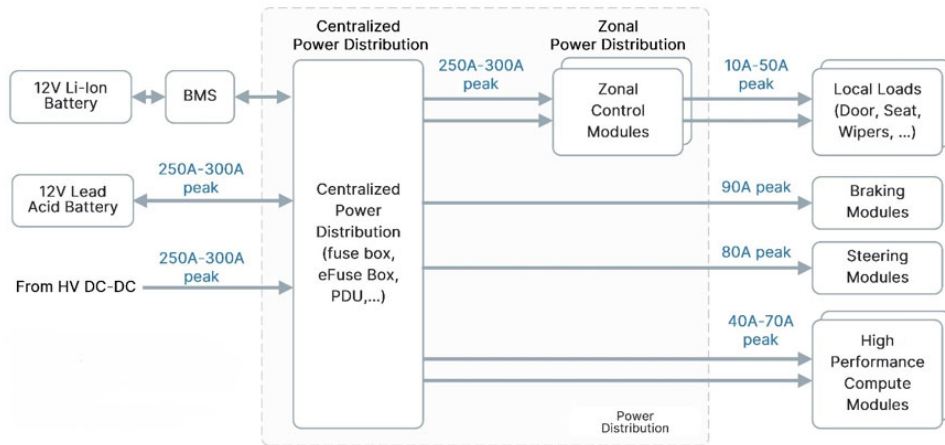 Centralized
Power Distribution
Zonal
Power Distribution
12V Li-Ion
Battery
BMS
250A-300A
peak
Zonal
Control
Modules
10A-50A
peak
Local Loads
(Door, Seat,
Wipers, ...)
12V Lead
Acid Battery
250A-300A
peak
Centralized
Power
Distribution
(fuse box,
eFuse Box,
PDU,...)
90A peak
Braking
Modules
From HV DC-DC
250A-300A
peak
80A peak
Steering
Modules
40A-70A
peak
High
Performance
Compute
Modules
Power
Distribution